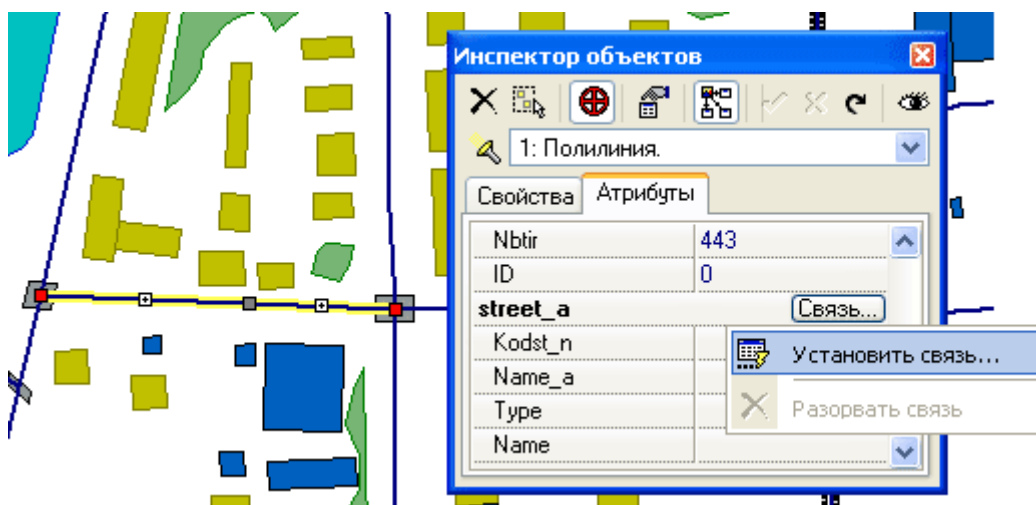 Инспектор объектов
1: Полилиния.
Свойства Атрибуты
Nbtir 443
ID 0
street_a Связь...
Kodst_n
Установить связь...
Name_a
Type
Разорвать связь
Name